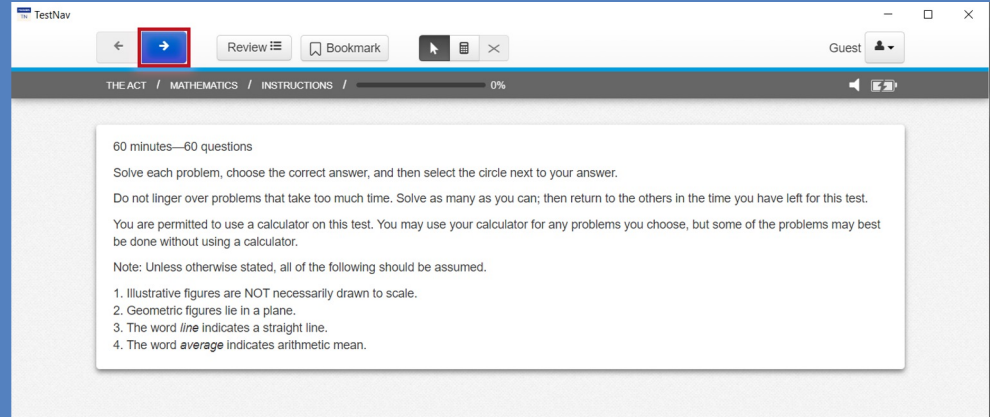 TestNav
Review
Bookmark
Guest
THE ACT / MATHEMATICS / INSTRUCTIONS / 0%
60 minutes—60 questions
Solve each problem, choose the correct answer, and then select the circle next to your answer.
Do not linger over problems that take too much time. Solve as many as you can; then return to the others in the time you have left for this test.
You are permitted to use a calculator on this test. You may use your calculator for any problems you choose, but some of the problems may best
be done without using a calculator.
Note: Unless otherwise stated, all of the following should be assumed.
1. Illustrative figures are NOT necessarily drawn to scale.
2. Geometric figures lie in a plane.
3. The word line indicates a straight line.
4. The word average indicates arithmetic mean.